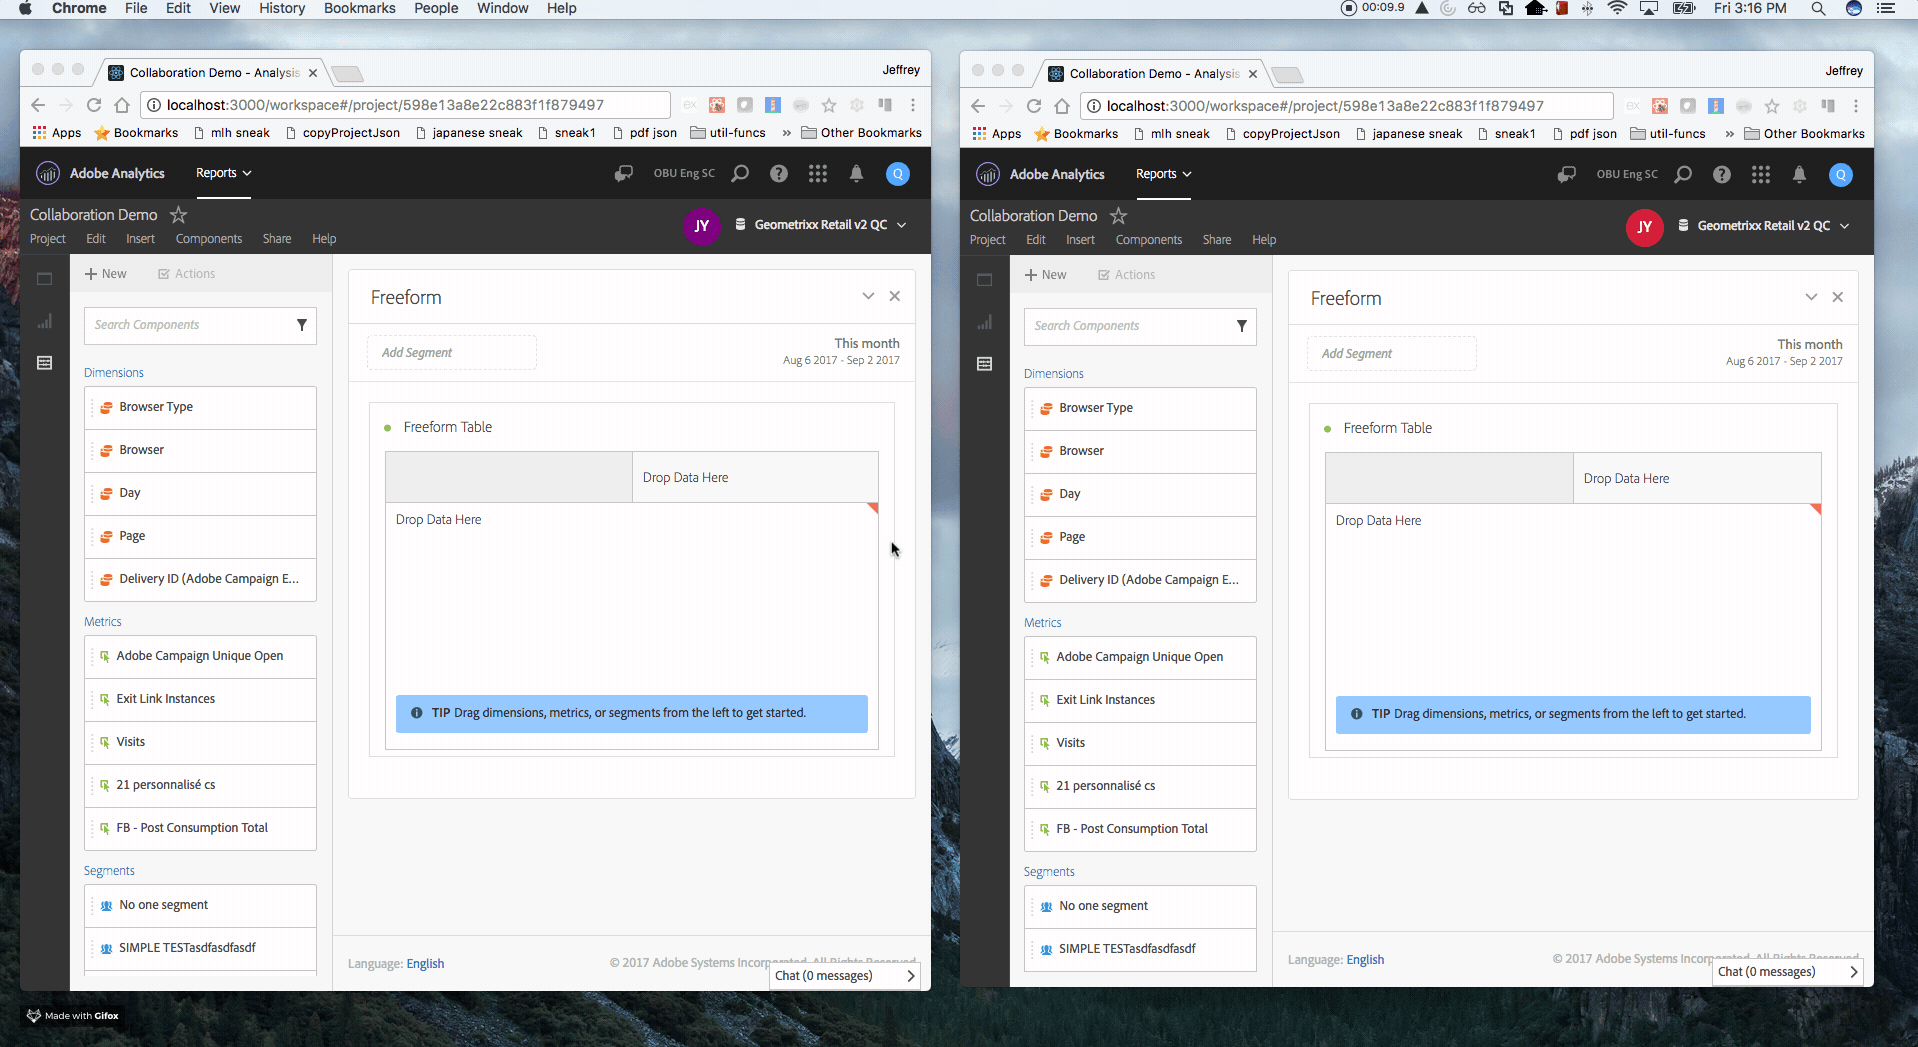 Chrome File Edit View History Bookmarks People Window Help 00:09.9 Fri 3:16 PM
Collaboration Demo - Analysis Jeffrey
localhost:3000/workspace#/project/598e13a8e22c883f1f879497
Apps Bookmarks mlh sneak copyProjectJson japanese sneak sneak1 pdf json util-funcs » Other Bookmarks
Adobe Analytics Reports OBU Eng SC Q
Collaboration Demo JY Geometrixx Retail v2 QC
Project Edit Insert Components Share Help
New Actions
Search Components
Dimensions
Browser Type
Browser
Day
Page
Delivery ID (Adobe Campaign E...
Metrics
Adobe Campaign Unique Open
Exit Link Instances
Visits
21 personnalisé cs
FB - Post Consumption Total
Segments
No one segment
SIMPLE TESTasdfasdfasdf
Freeform
Add Segment
This month
Aug 6 2017 - Sep 2 2017
Freeform Table
Drop Data Here
Drop Data Here
TIP Drag dimensions, metrics, or segments from the left to get started.
Language: English © 2017 Adobe Systems Incorporated. All Rights Reserved
Chat (0 messages)
Collaboration Demo - Analysis Jeffrey
localhost:3000/workspace#/project/598e13a8e22c883f1f879497
Apps Bookmarks mlh sneak copyProjectJson japanese sneak sneak1 pdf json util-funcs » Other Bookmarks
Adobe Analytics Reports OBU Eng SC Q
Collaboration Demo JY Geometrixx Retail v2 QC
Project Edit Insert Components Share Help
New Actions
Search Components
Dimensions
Browser Type
Browser
Day
Page
Delivery ID (Adobe Campaign E...
Metrics
Adobe Campaign Unique Open
Exit Link Instances
Visits
21 personnalisé cs
FB - Post Consumption Total
Segments
No one segment
SIMPLE TESTasdfasdfasdf
Freeform
Add Segment
This month
Aug 6 2017 - Sep 2 2017
Freeform Table
Drop Data Here
Drop Data Here
TIP Drag dimensions, metrics, or segments from the left to get started.
Language: English © 2017 Adobe Systems Incorporated. All Rights Reserved
Chat (0 messages)
Made with Gifox